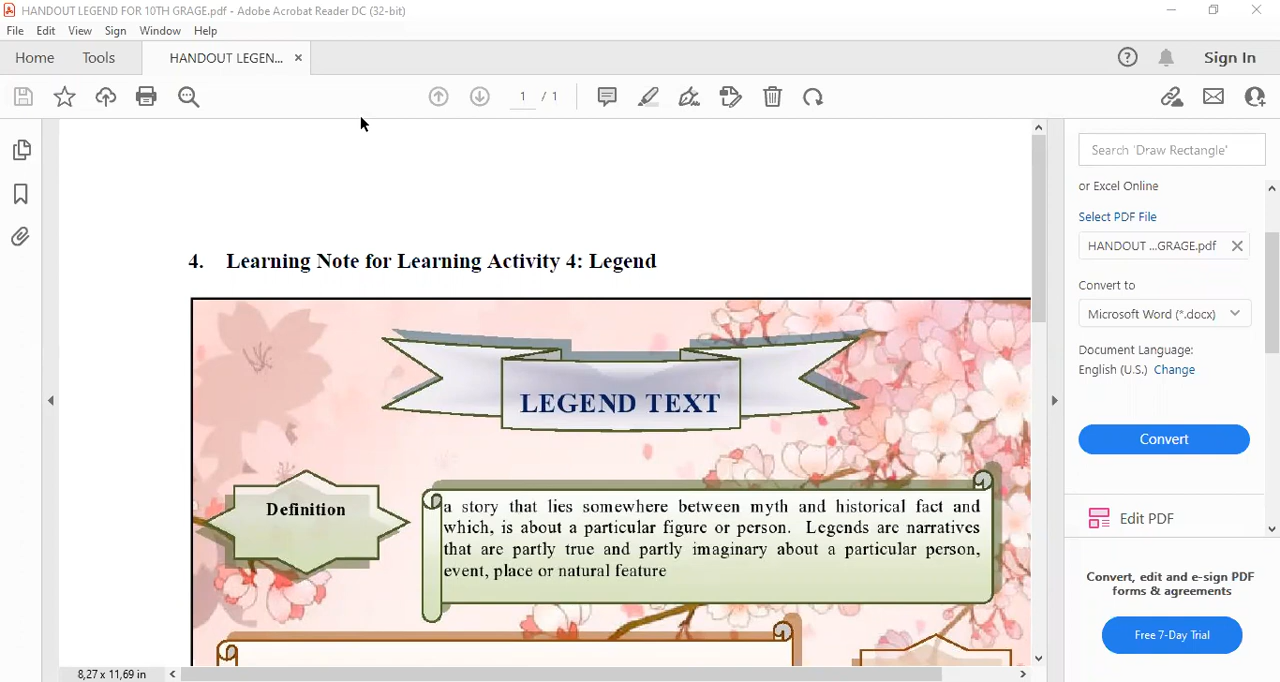 HANDOUT LEGEND FOR 10TH GRAGE.pdf - Adobe Acrobat Reader DC (32-bit)
File Edit View Sign Window Help
Home Tools HANDOUT LEGEN... Sign In
1 / 1
Search 'Draw Rectangle'
or Excel Online
Select PDF File
HANDOUT ...GRAGE.pdf
Convert to
Microsoft Word (*.docx)
Document Language:
English (U.S.) Change
Convert
Edit PDF
Convert, edit and e-sign PDF
forms & agreements
Free 7-Day Trial
4. Learning Note for Learning Activity 4: Legend
LEGEND TEXT
Definition
a story that lies somewhere between myth and historical fact and
which, is about a particular figure or person. Legends are narratives
that are partly true and partly imaginary about a particular person,
event, place or natural feature
8,27 x 11,69 in